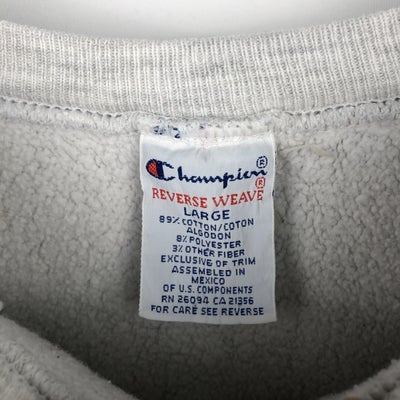 Champion®
REVERSE WEAVE®
LARGE
89% COTTON/COTON
ALGODON
8% POLYESTER
3% OTHER FIBER
EXCLUSIVE OF TRIM
ASSEMBLED IN
MEXICO
OF U.S. COMPONENTS
RN 26094 CA 21356
FOR CARE SEE REVERSE